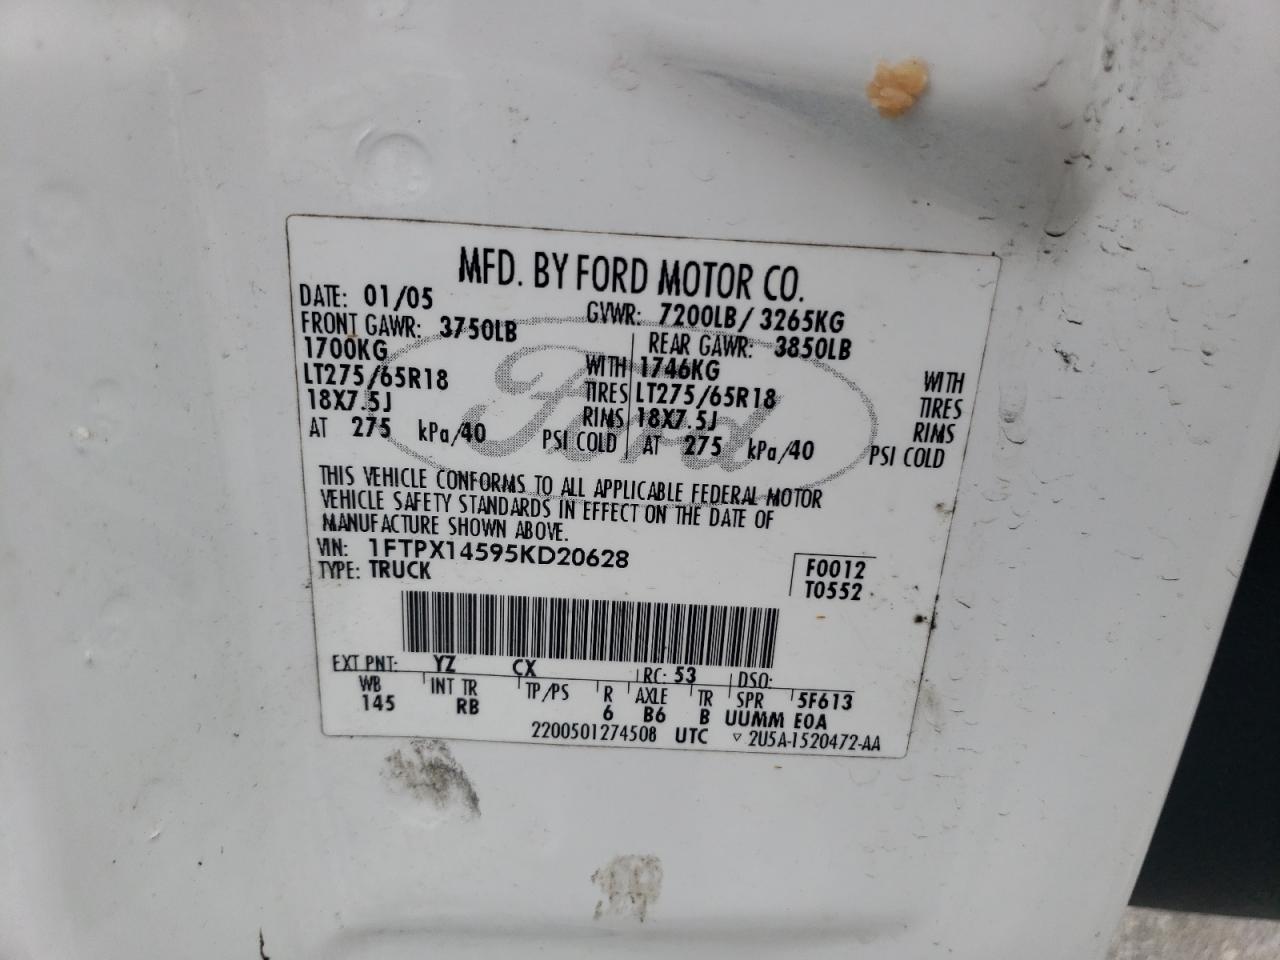 MFD. BY FORD MOTOR CO.
DATE: 01/05 GVWR: 7200LB/ 3265KG
FRONT GAWR: 3750LB REAR GAWR: 3850LB
1700KG WITH 1746KG WITH
LT275/65R18 TIRES LT275/65R18 TIRES
18X7.5J RIMS 18X7.5J RIMS
AT 275 kPa/40 PSI COLD AT 275 kPa/40 PSI COLD
Ford
THIS VEHICLE CONFORMS TO ALL APPLICABLE FEDERAL MOTOR
VEHICLE SAFETY STANDARDS IN EFFECT ON THE DATE OF
MANUFACTURE SHOWN ABOVE.
VIN: 1FTPX14595KD20628
TYPE: TRUCK
F0012
T0552
EXT PNT: YZ CX RC: 53 DSO:
WB INT TR TP/PS R AXLE TR SPR 5F613
145 RB 6 B6 B UUMM E0A
2200501274508 UTC ▽ 2U5A-1520472-AA